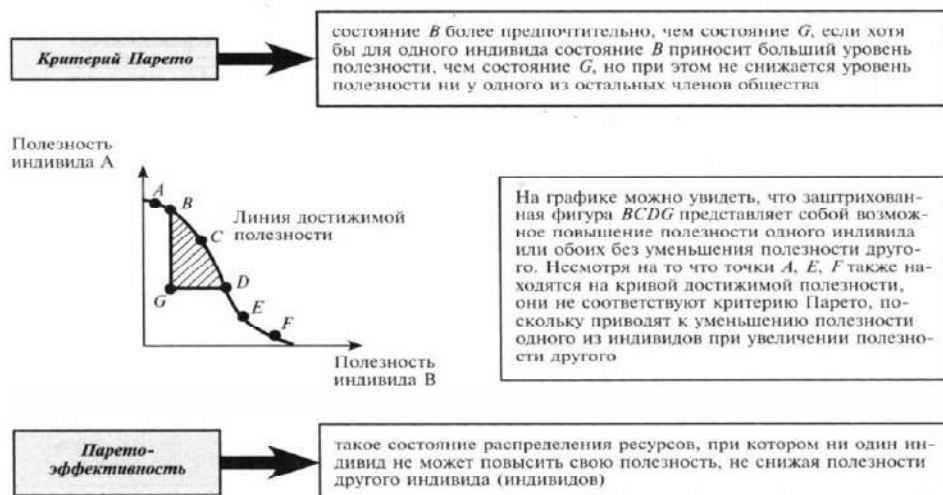 состояние B более предпочтительно, чем состояние G, если хотя
бы для одного индивида состояние B приносит больший уровень
полезности, чем состояние G, но при этом не снижается уровень
полезности ни у одного из остальных членов общества
Критерий Парето
Полезность
индивида A
A
B
Линия достижимой
полезности
C
G
D
E
F
Полезность
индивида B
На графике можно увидеть, что заштрихован-
ная фигура BCDG представляет собой возмож-
ное повышение полезности одного индивида
или обоих без уменьшения полезности друго-
го. Несмотря на то что точки A, E, F также на-
ходятся на кривой достижимой полезности,
они не соответствуют критерию Парето, по-
скольку приводят к уменьшению полезности
одного из индивидов при увеличении полезно-
сти другого
Парето-
эффективность
такое состояние распределения ресурсов, при котором ни один ин-
дивид не может повысить свою полезность, не снижая полезности
другого индивида (индивидов)